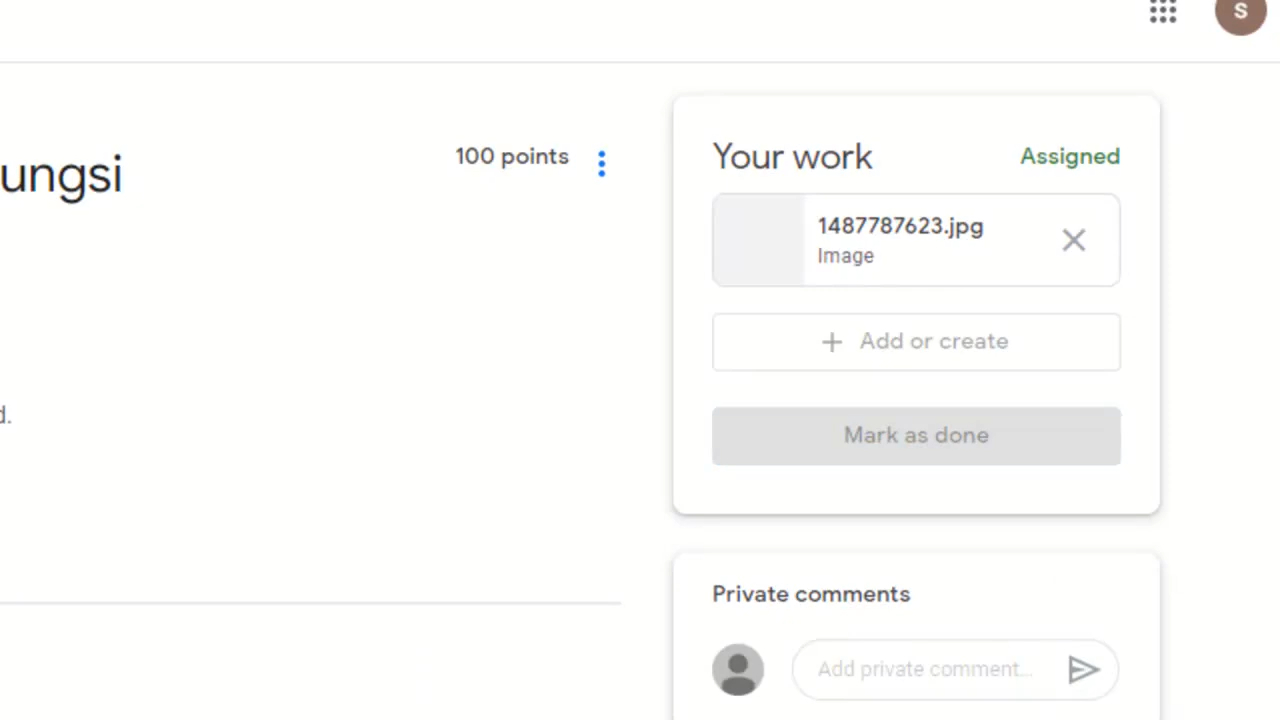 S
ungsi
100 points
Your work
Assigned
1487787623.jpg
Image
Add or create
d.
Mark as done
Private comments
Add private comment...